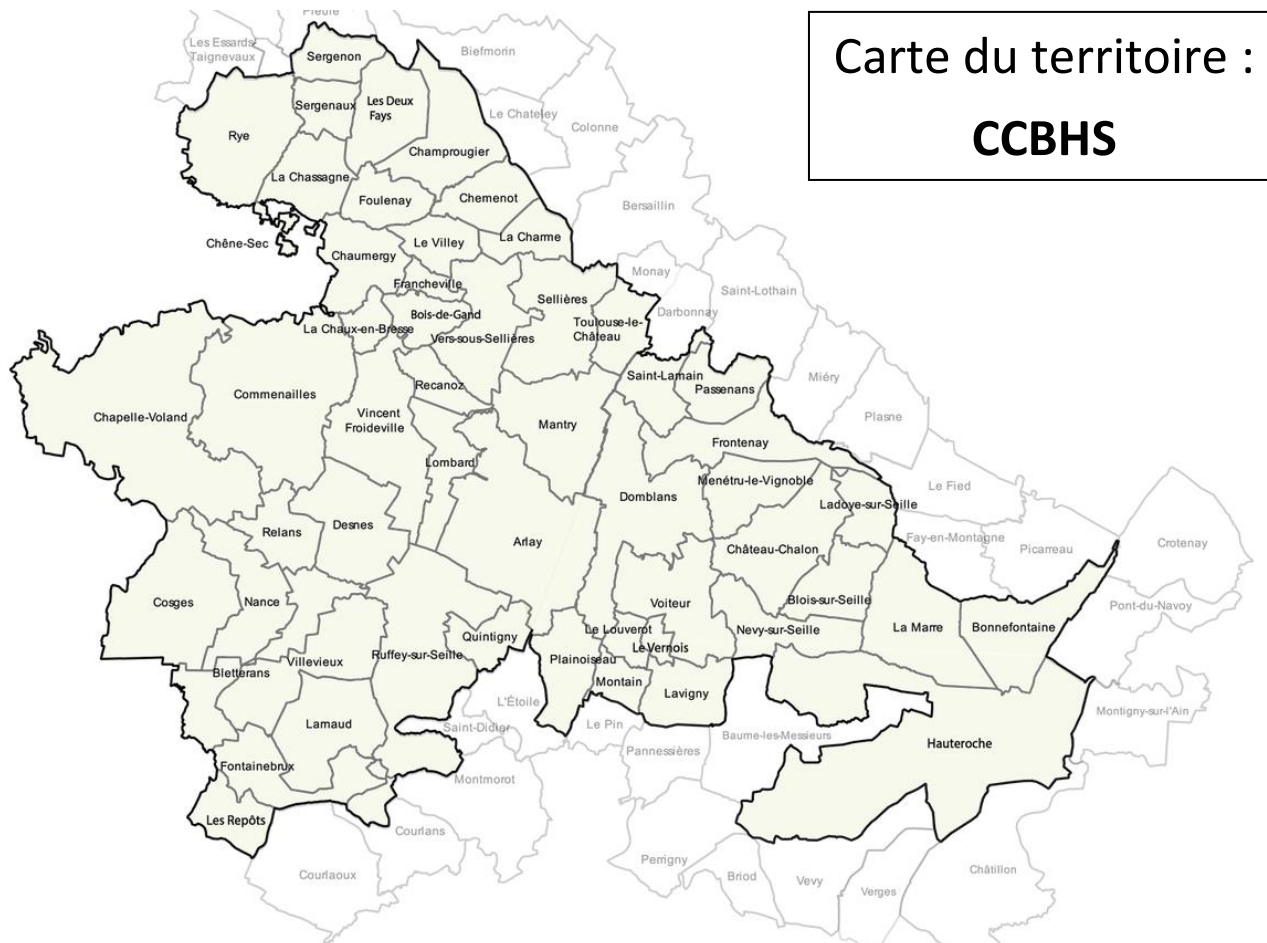 Carte du territoire :
CCBHS
Les Essards-
Taignevaux
Sergenon
Biefmorin
Sergenaux
Les Deux
Fays
Le Chateley
Colonne
Rye
Champrougier
La Chassagne
Foulenay
Chemenot
Bersaillin
Chêne-Sec
Chaumergy
Le Villey
La Charme
Monay
Saint-Lothain
Francheville
Sellières
Darbonnay
Bois-de-Gand
Toulouse-le-
Château
La Chaux-en-Bresse
Vers-sous-Sellières
Saint-Lamain
Miéry
Recanoz
Passenans
Commenailles
Chapelle-Voland
Vincent
Froideville
Mantry
Plasne
Frontenay
Lombard
Menétru-le-Vignoble
Le Fied
Domblans
Ladoye-sur-Seille
Relans
Desnes
Arlay
Château-Chalon
Fay-en-Montagne
Picarreau
Crotenay
Cosges
Nance
Voiteur
Blois-sur-Seille
Pont-du-Navoy
Quintigny
Le Louverot
Nevy-sur-Seille
La Marre
Bonnefontaine
Le Vernois
Villevieux
Ruffey-sur-Seille
Plainoiseau
Bletterans
Montain
Lavigny
L'Étoile
Montigny-sur-l'Ain
Lamaud
Saint-Didier
Le Pin
Baume-les-Messieurs
Hauteroche
Pannessières
Fontainebrux
Montmorot
Les Repôts
Courlans
Perrigny
Courlaoux
Briod
Vevy
Verges
Châtillon